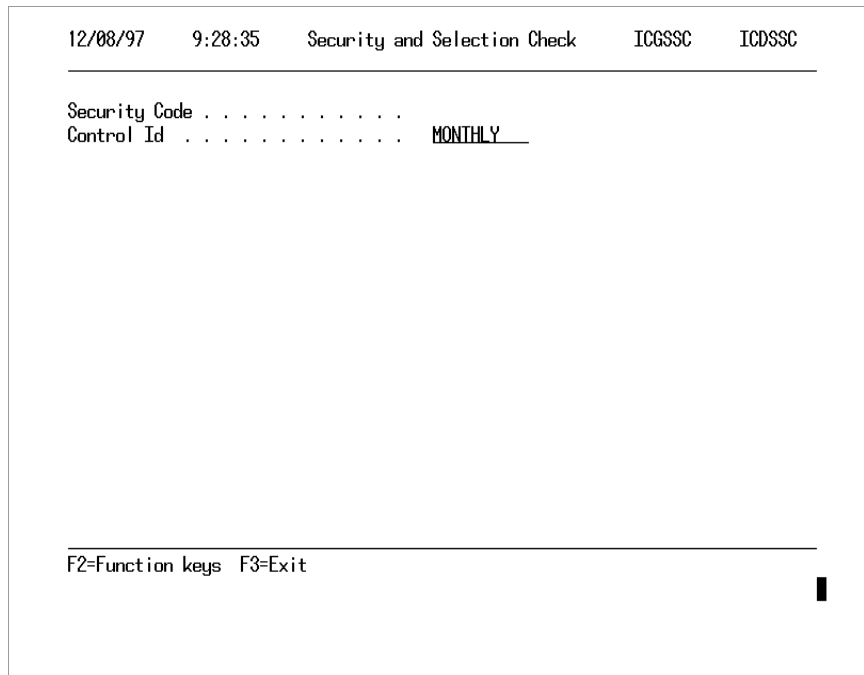 12/08/97 9:28:35 Security and Selection Check ICGSSC ICDSSC
Security Code . . . . . . . . . . .
Control Id . . . . . . . . . . . . MONTHLY
F2=Function keys F3=Exit